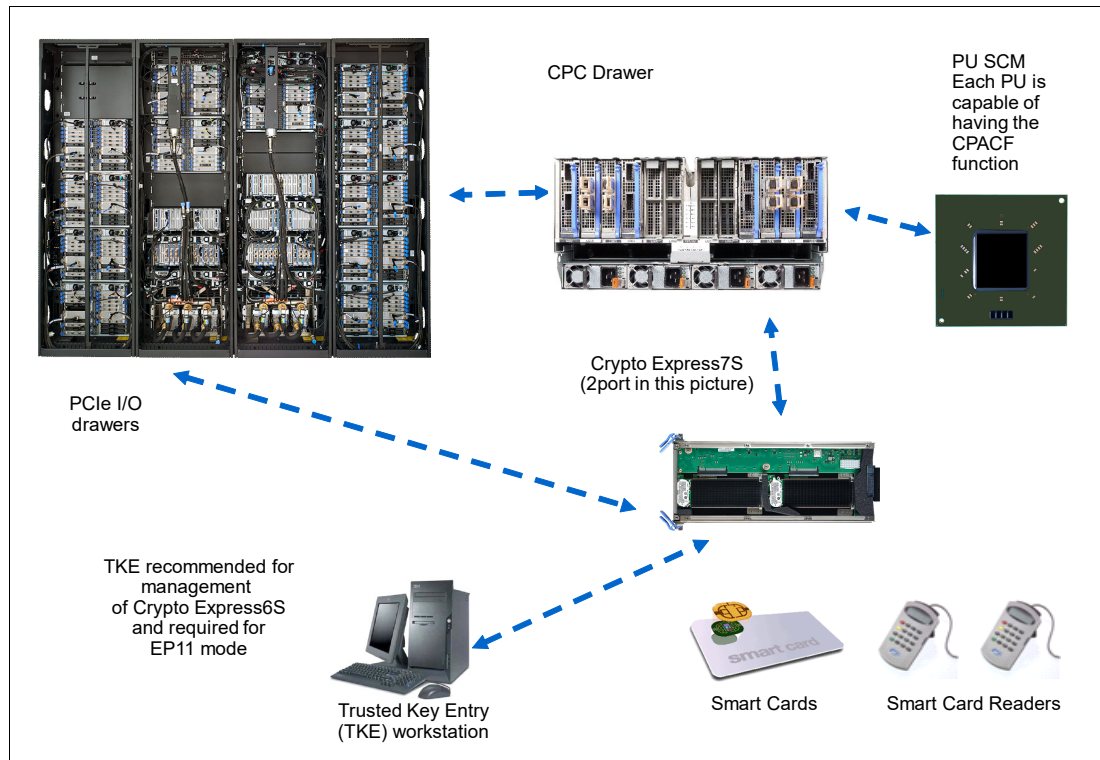 CPC Drawer
PU SCM
Each PU is
capable of
having the
CPACF
function
Crypto Express7S
(2port in this picture)
PCIe I/O
drawers
TKE recommended for
management
of Crypto Express6S
and required for
EP11 mode
Trusted Key Entry
(TKE) workstation
smart card
Smart Cards
Smart Card Readers